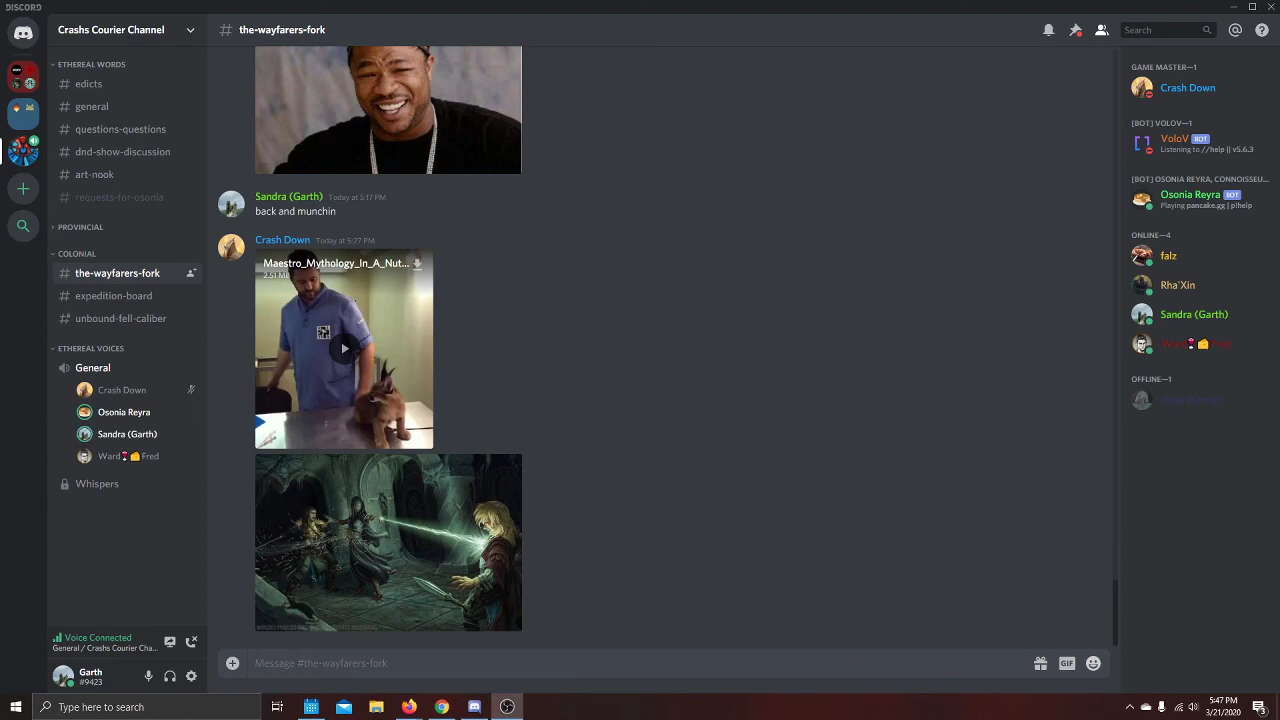 DISCORD
Crashs Courier Channel
ETHEREAL WORDS
edicts
general
questions-questions
dnd-show-discussion
art-nook
requests-for-osonia
PROVINCIAL
COLONIAL
the-wayfarers-fork
expedition-board
unbound-fell-caliber
ETHEREAL VOICES
General
Crash Down
Osonia Reyra
Sandra (Garth)
Ward🍷🧀Fred
Whispers
Voice Connected
General / Crashs Courier Cha...
Garth
#9423
# the-wayfarers-fork
Search
Sandra (Garth) Today at 5:17 PM
back and munchin
Crash Down Today at 5:27 PM
Maestro_Mythology_In_A_Nut...
2.51 MB
Message #the-wayfarers-fork
GIF
GAME MASTER—1
Crash Down
[BOT] VOLOV—1
VoloV BOT
Listening to //help || v5.6.3
[BOT] OSONIA REYRA, CONNOISSEU...
Osonia Reyra BOT
Playing pancake.gg | p!help
ONLINE—4
falz
Rha'Xin
Sandra (Garth)
Ward🍷🧀Fred
OFFLINE—1
Type here to search
5:47 PM
3/21/2020